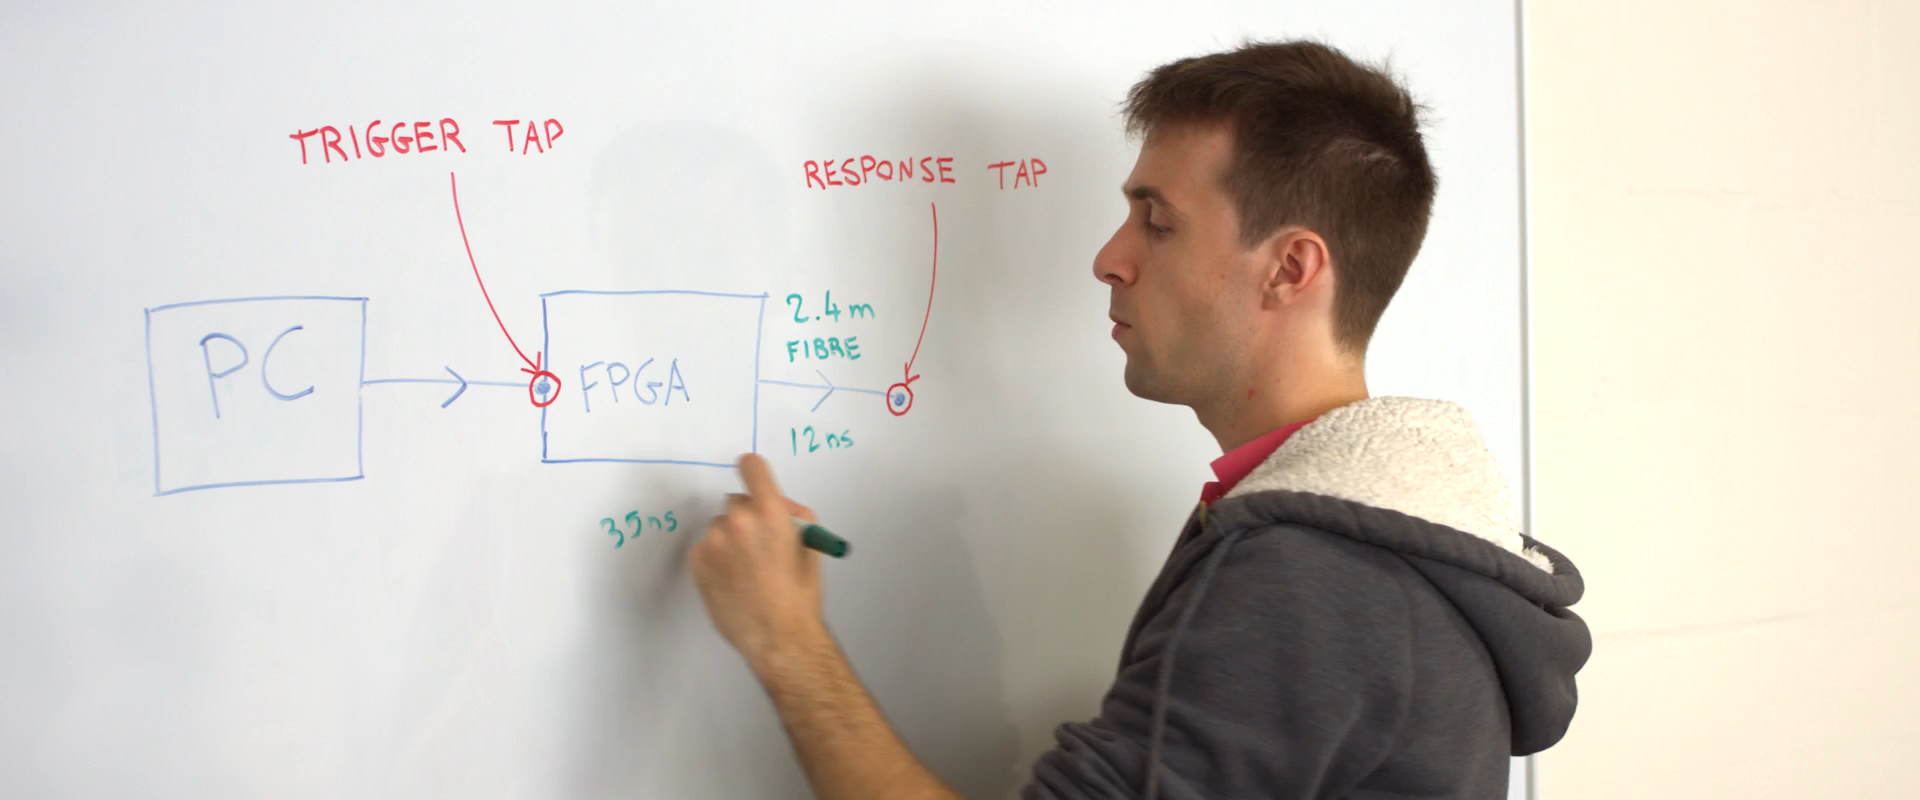 TRIGGER TAP
RESPONSE TAP
PC
FPGA
2.4m
FIBRE
12ns
35ns